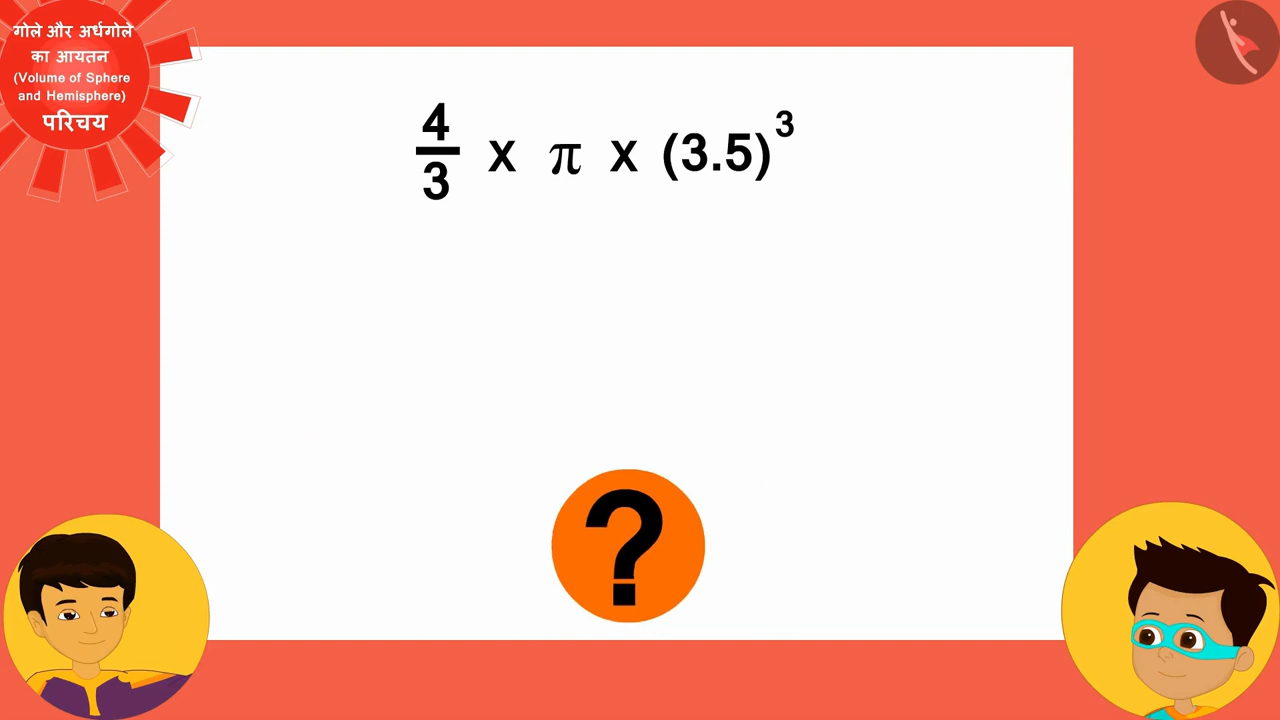 गोले और अर्धगोले
का आयतन
(Volume of Sphere
and Hemisphere)
परिचय
4/3 x π x (3.5)³
?